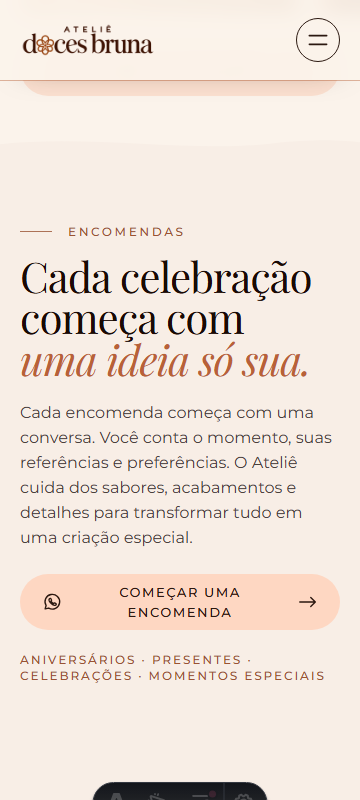 ATELIÊ
doces bruna
ENCOMENDAS
Cada celebração
começa com
uma ideia só sua.
Cada encomenda começa com uma
conversa. Você conta o momento, suas
referências e preferências. O Ateliê
cuida dos sabores, acabamentos e
detalhes para transformar tudo em
uma criação especial.
COMEÇAR UMA
ENCOMENDA
ANIVERSÁRIOS · PRESENTES ·
CELEBRAÇÕES · MOMENTOS ESPECIAIS